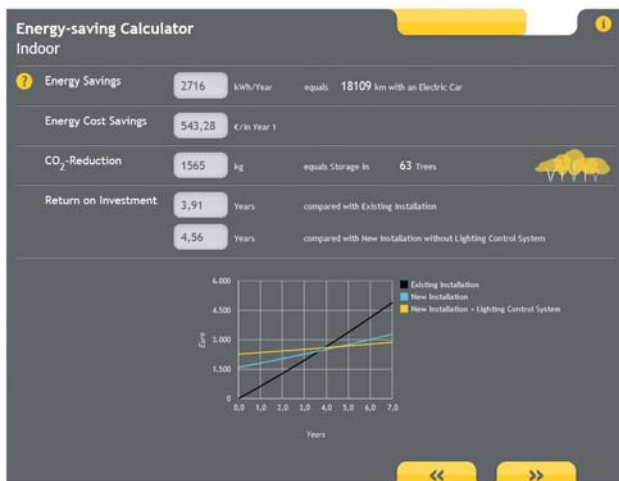 Energy-saving Calculator
Indoor
i
? Energy Savings 2716 kWh/Year equals 18109 km with an Electric Car
Energy Cost Savings 543,28 €/in Year 1
CO2-Reduction 1565 kg equals Storage in 63 Trees
Return on Investment 3,91 Years compared with Existing Installation
4,56 Years compared with New Installation without Lighting Control System
6.000
4.500
3.000
1.500
0
Euro
0,0 1,0 2,0 3,0 4,0 5,0 6,0 7,0
Years
Existing Installation
New Installation
New Installation + Lighting Control System
« »